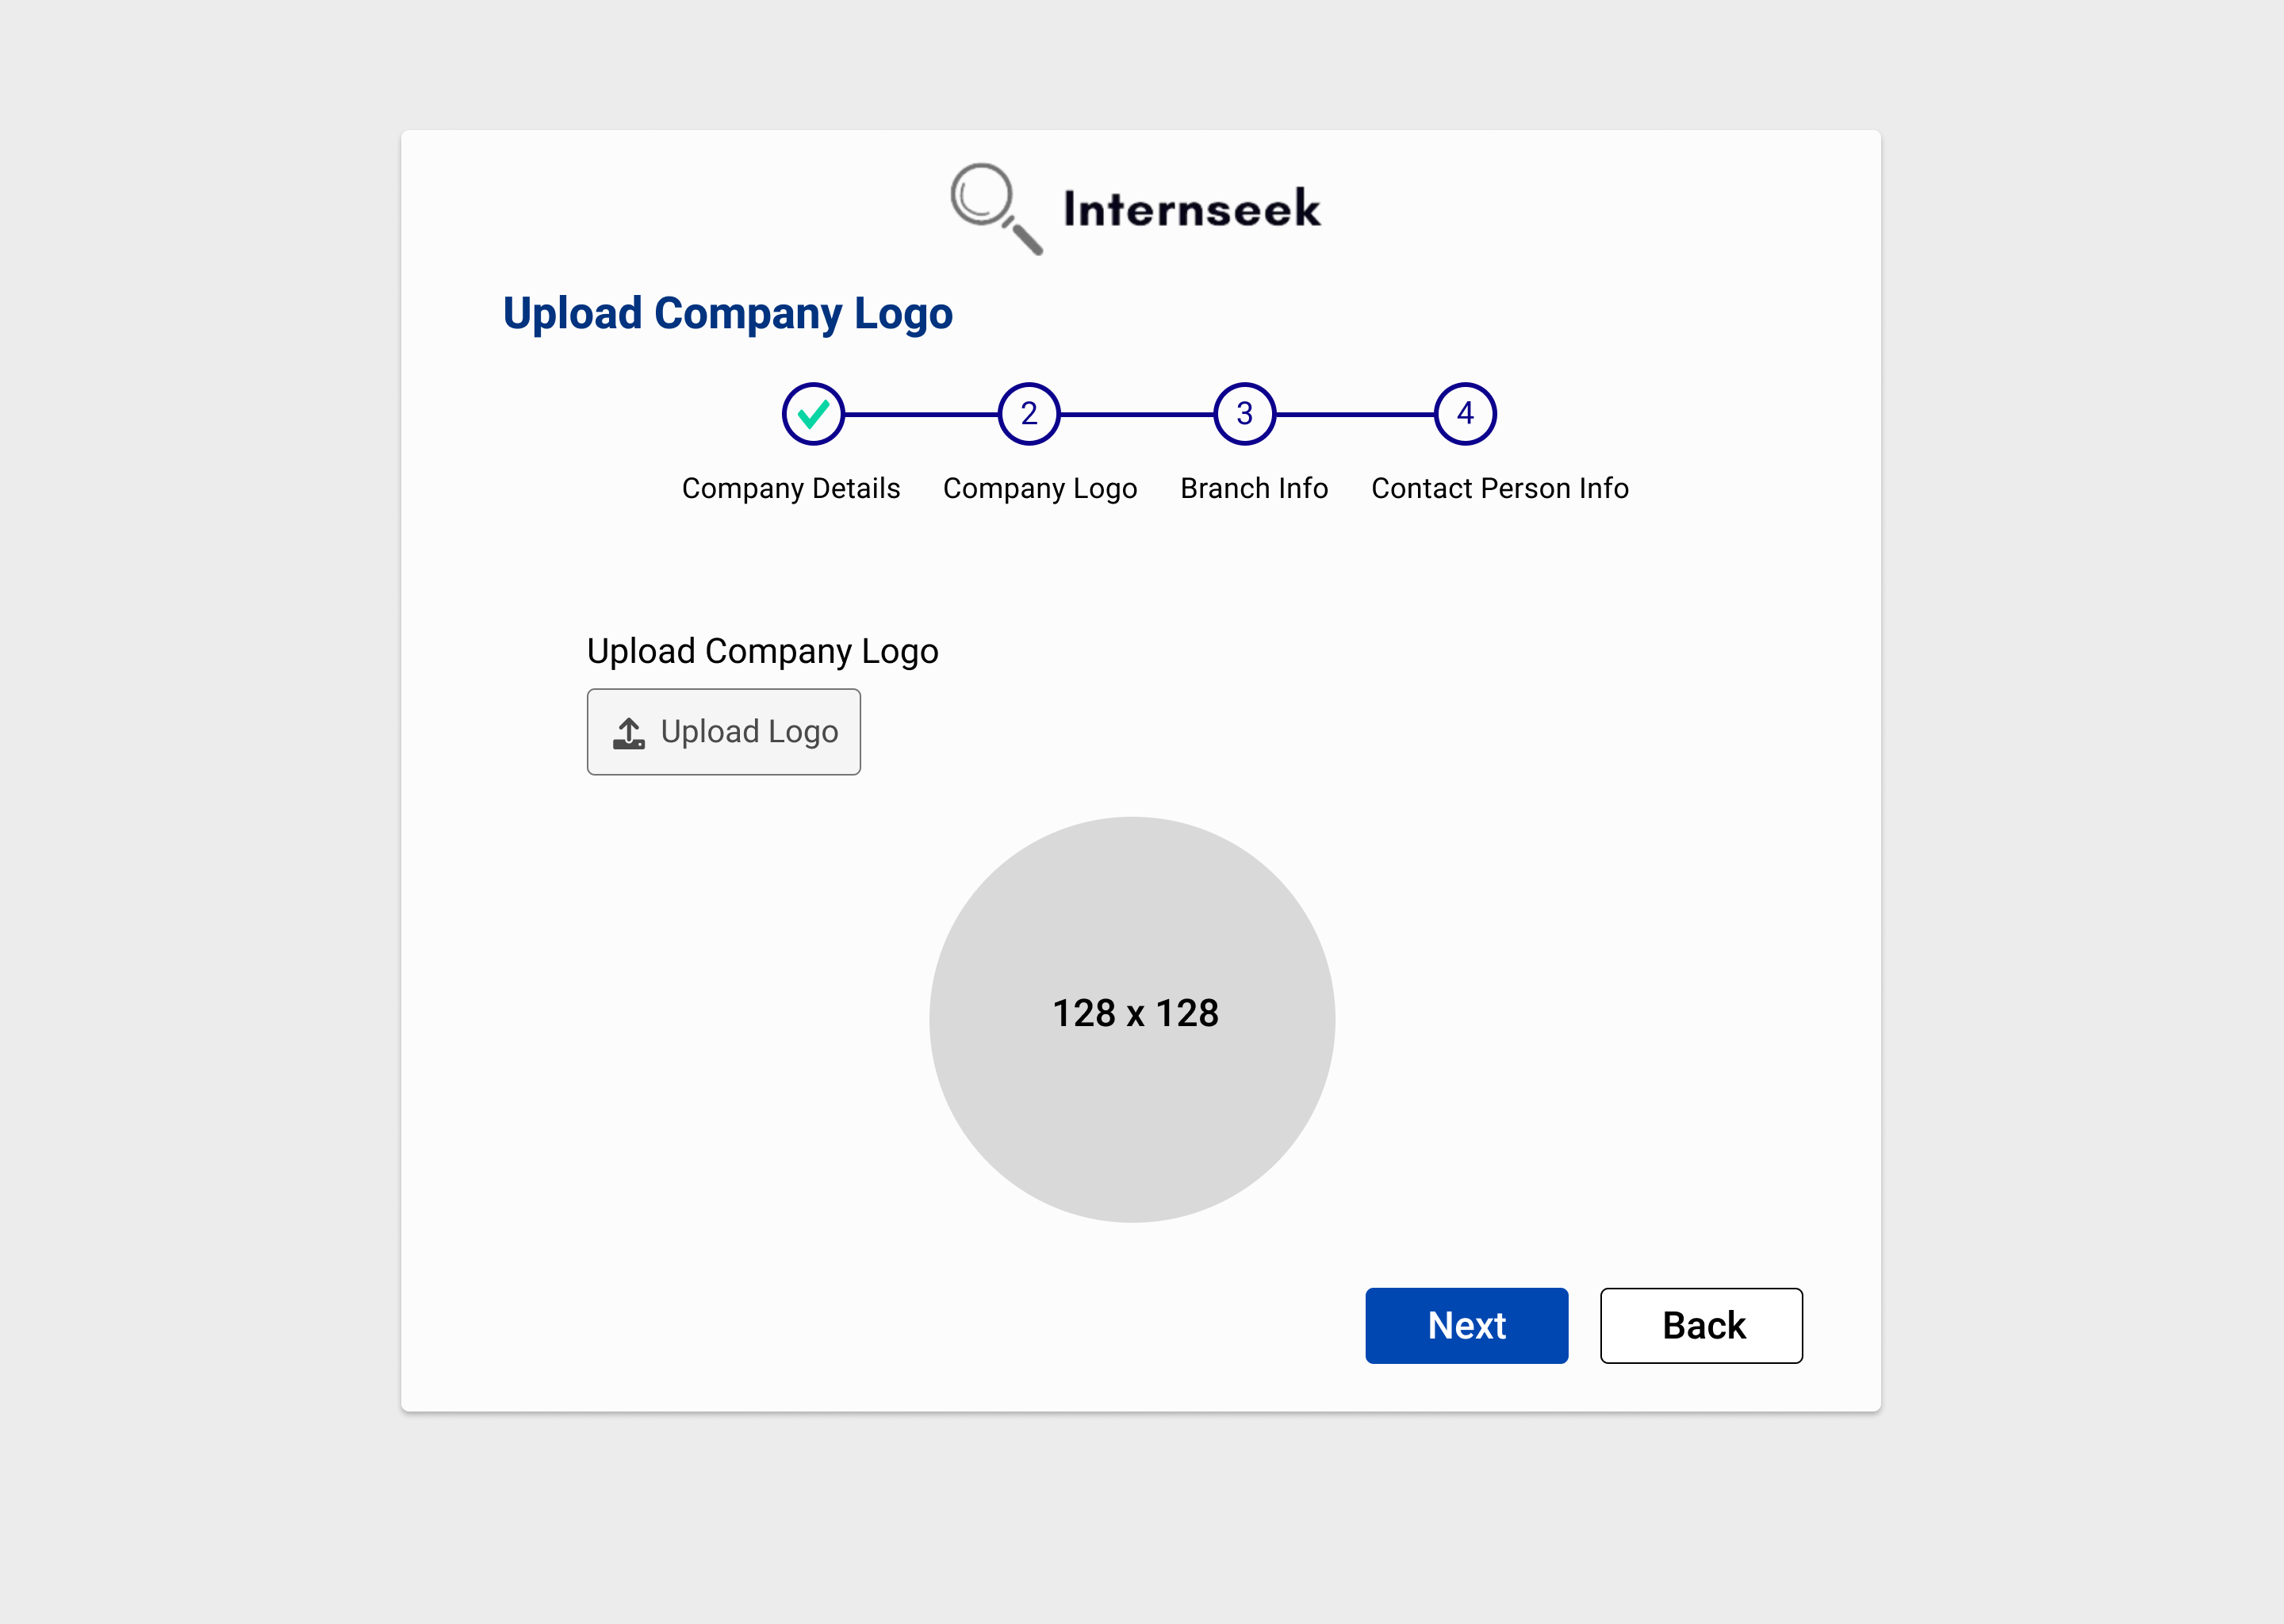 Internseek
Upload Company Logo
2 3 4
Company Details Company Logo Branch Info Contact Person Info
Upload Company Logo
Upload Logo
128 x 128
Next Back